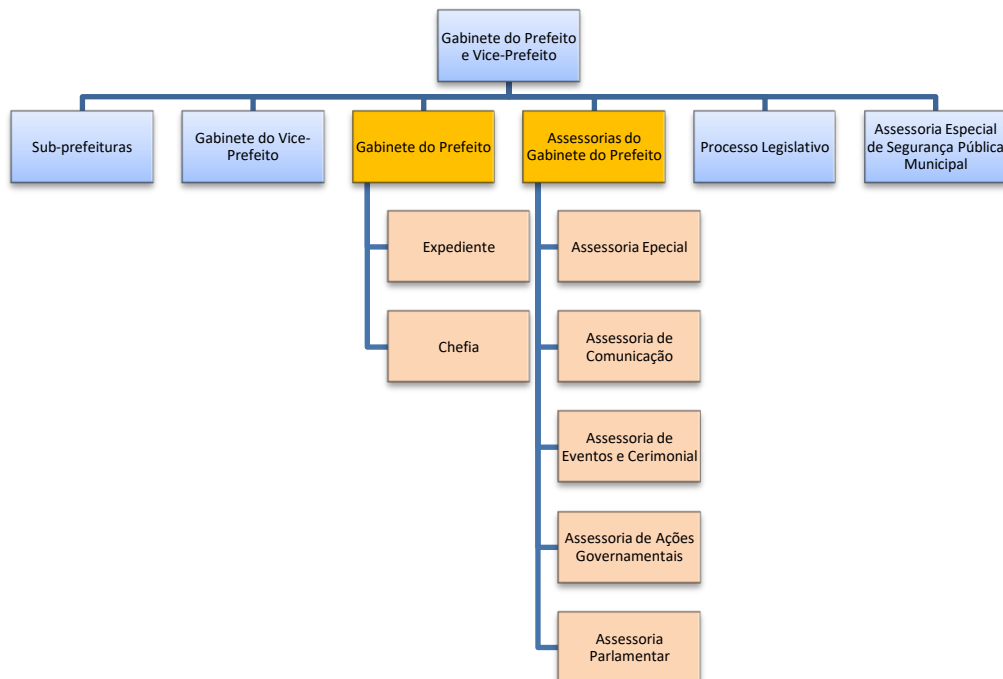 Gabinete do Prefeito
e Vice-Prefeito
Sub-prefeituras
Gabinete do Vice-
Prefeito
Gabinete do Prefeito
Assessorias do
Gabinete do Prefeito
Processo Legislativo
Assessoria Especial
de Segurança Pública
Municipal
Expediente
Chefia
Assessoria Epecial
Assessoria de
Comunicação
Assessoria de
Eventos e Cerimonial
Assessoria de Ações
Governamentais
Assessoria
Parlamentar